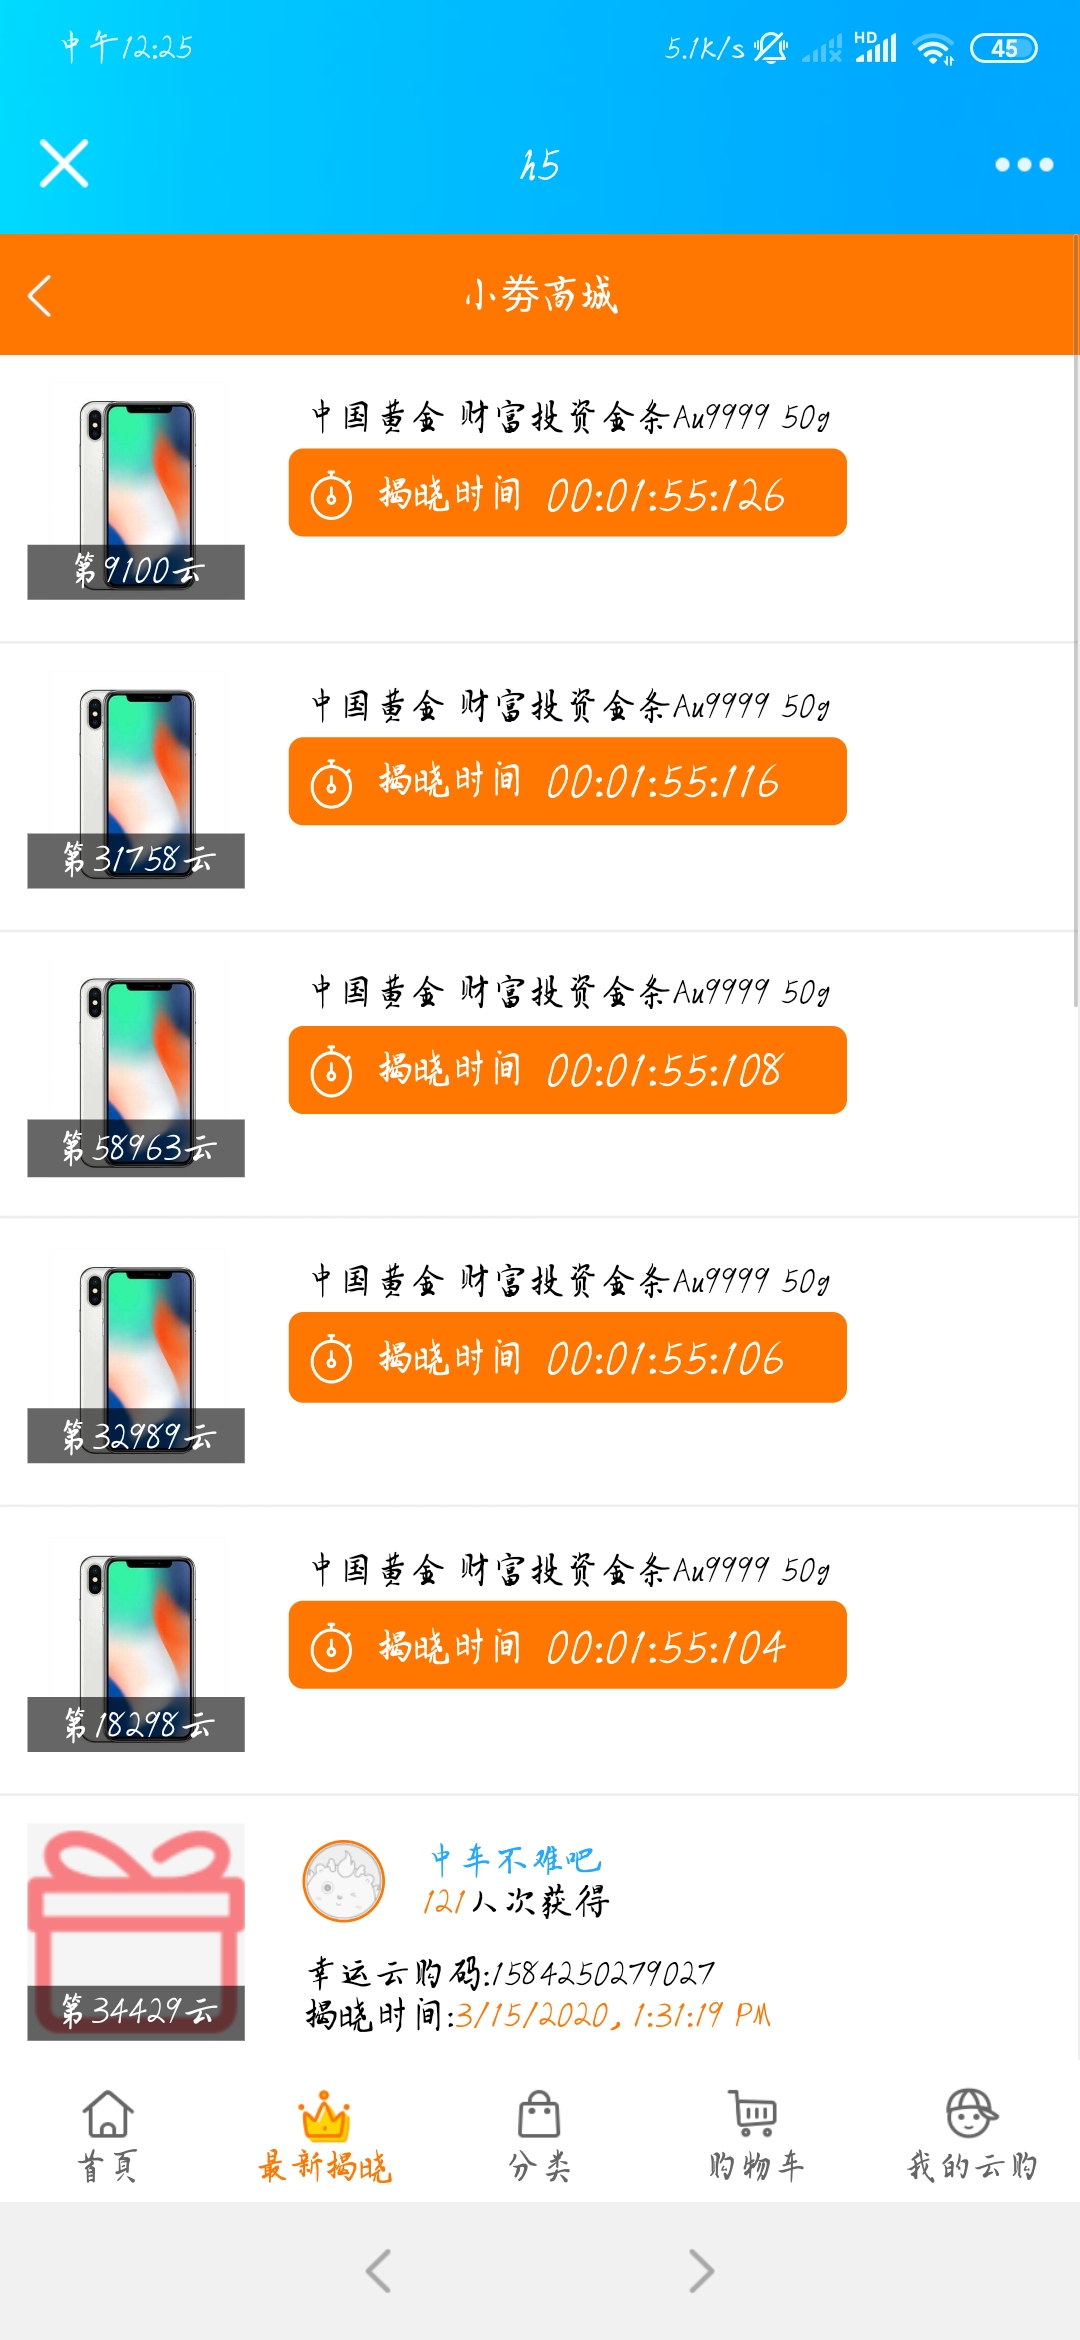 中午12:25
5.1K/s
HD
45
h5
小劵商城
中国黄金 财富投资金条Au9999 50g
揭晓时间 00:01:55:126
第9100云
中国黄金 财富投资金条Au9999 50g
揭晓时间 00:01:55:116
第31758云
中国黄金 财富投资金条Au9999 50g
揭晓时间 00:01:55:108
第58963云
中国黄金 财富投资金条Au9999 50g
揭晓时间 00:01:55:106
第32989云
中国黄金 财富投资金条Au9999 50g
揭晓时间 00:01:55:104
第18298云
中车不难吧
121人次获得
幸运云购码:1584250279027
揭晓时间:3/15/2020, 1:31:19 PM
第34429云
首頁
最新揭晓
分类
购物车
我的云购